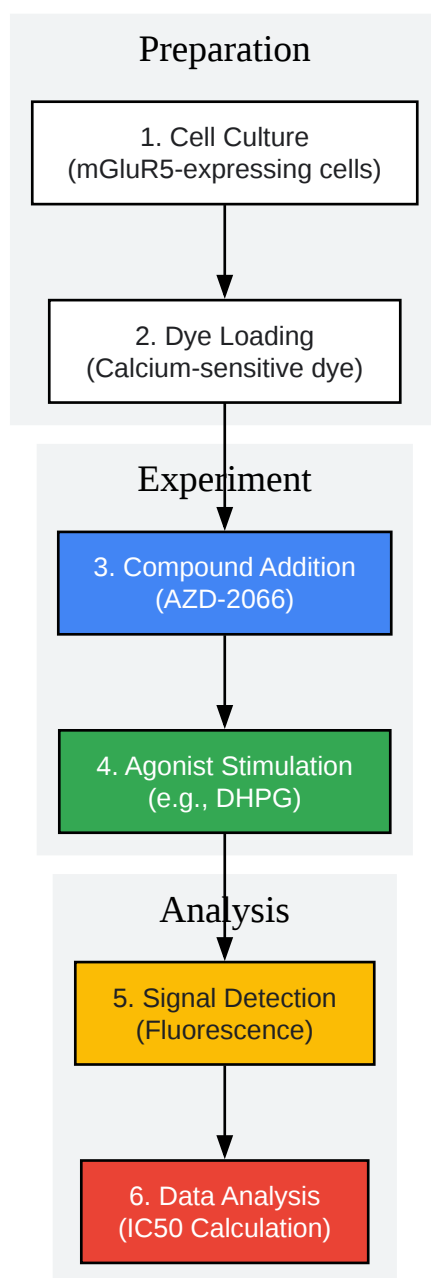 Preparation
1. Cell Culture
(mGluR5-expressing cells)
2. Dye Loading
(Calcium-sensitive dye)
Experiment
3. Compound Addition
(AZD-2066)
4. Agonist Stimulation
(e.g., DHPG)
Analysis
5. Signal Detection
(Fluorescence)
6. Data Analysis
(IC50 Calculation)